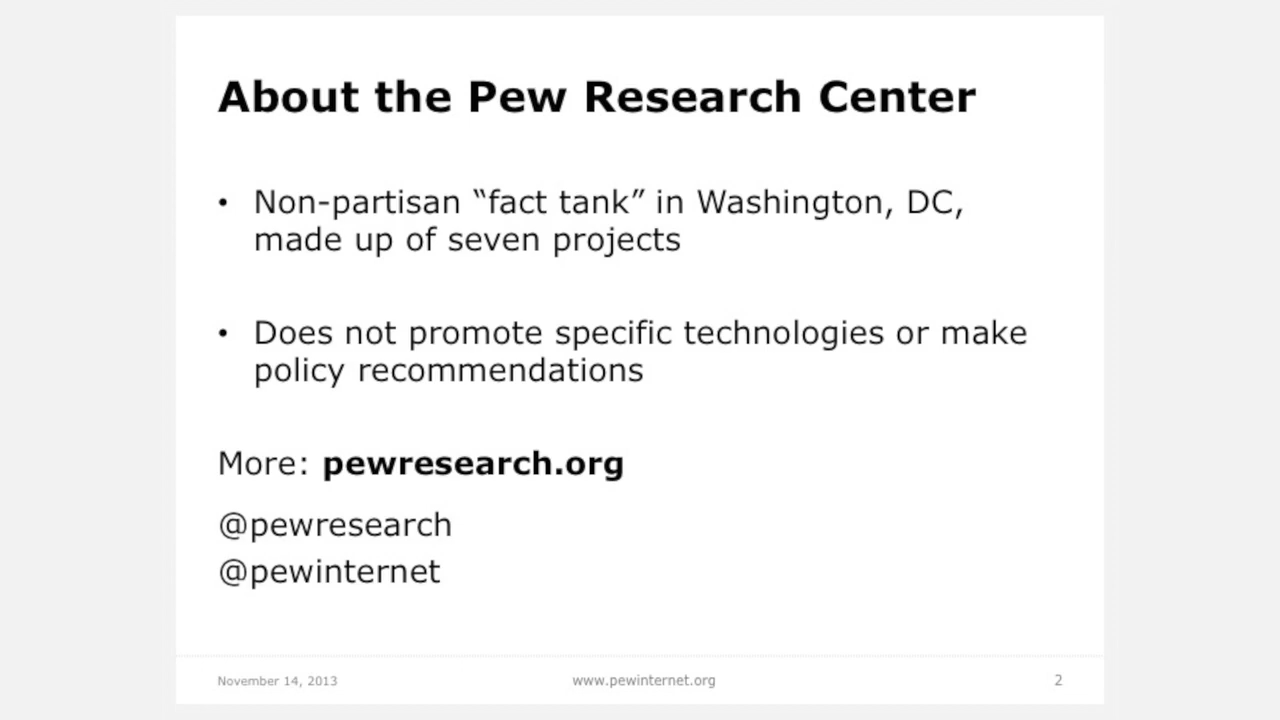 About the Pew Research Center
• Non-partisan “fact tank” in Washington, DC,
made up of seven projects
• Does not promote specific technologies or make
policy recommendations
More: pewresearch.org
@pewresearch
@pewinternet
November 14, 2013 www.pewinternet.org 2